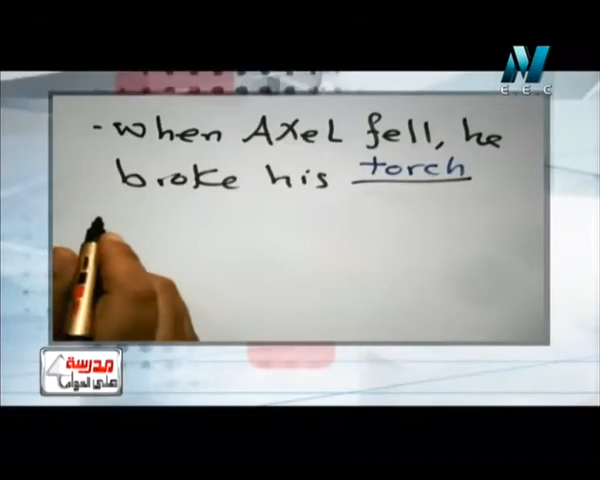 EEC
- when AXeL fell, he
broke his torch
مدرسة
على الهواء